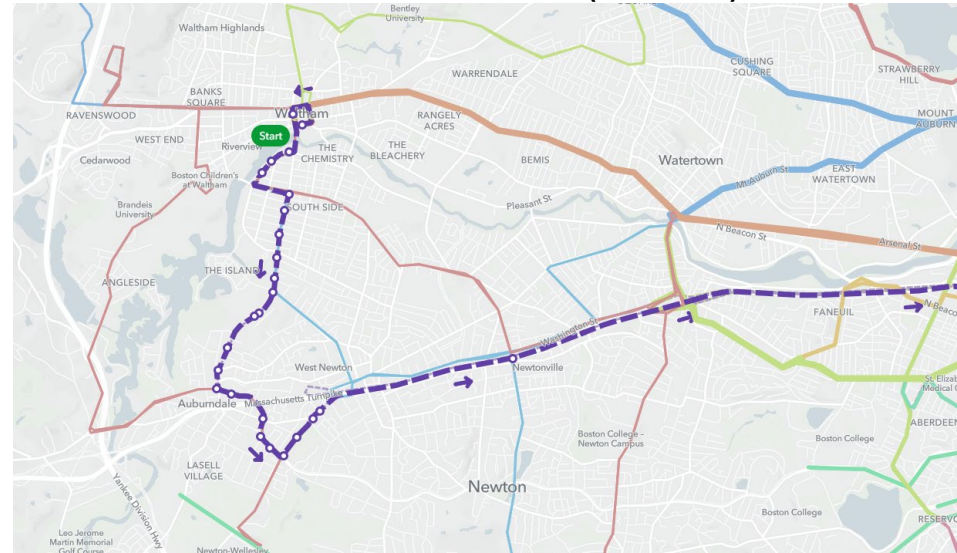 Bentley
University
Waltham Highlands
CUSHING
SQUARE
STRAWBERRY
HILL
WARRENDALE
BANKS
SQUARE
RAVENSWOOD
Waltham
RANGELY
ACRES
MOUNT
AUBURN
Start
WEST END
Riverview
THE
CHEMISTRY
THE
BLEACHERY
BEMIS
Watertown
Cedarwood
Boston Children's
at Waltham
Mt Auburn St
EAST
WATERTOWN
Brandeis
University
SOUTH SIDE
Pleasant St
N Beacon St
Arsenal St
THE ISLAND
ANGLESIDE
FANEUIL
N Beaco
Washington St
West Newton
Newtonville
St. Elizab
Medical C
Auburndale
Massachusetts Turnpike
ABERDEEN
Boston College -
Newton Campus
Boston College
LASELL
VILLAGE
Newton
Yankee Division Hwy
Boston College
RESERVO
Leo Jerome
Martin Memorial
Golf Course
Newton-Wellesley